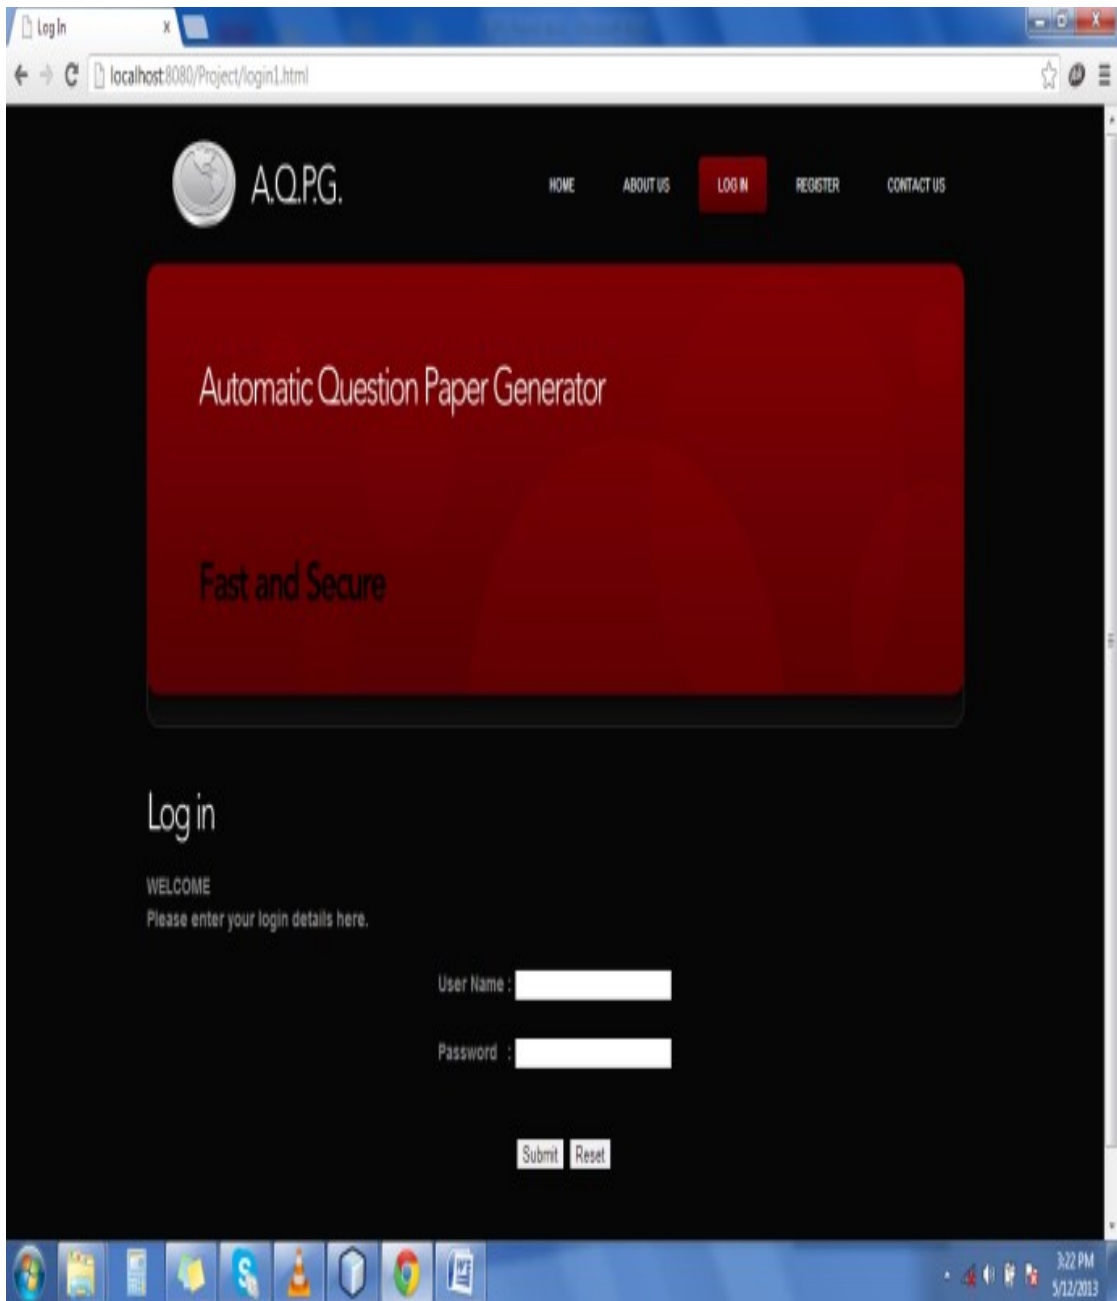 Log In
localhost:8080/Project/login1.html
A.Q.P.G.
HOME ABOUT US LOG IN REGISTER CONTACT US
Automatic Question Paper Generator
Fast and Secure
Log in
WELCOME
Please enter your login details here.
User Name :
Password :
Submit Reset
3:22 PM
5/12/2013